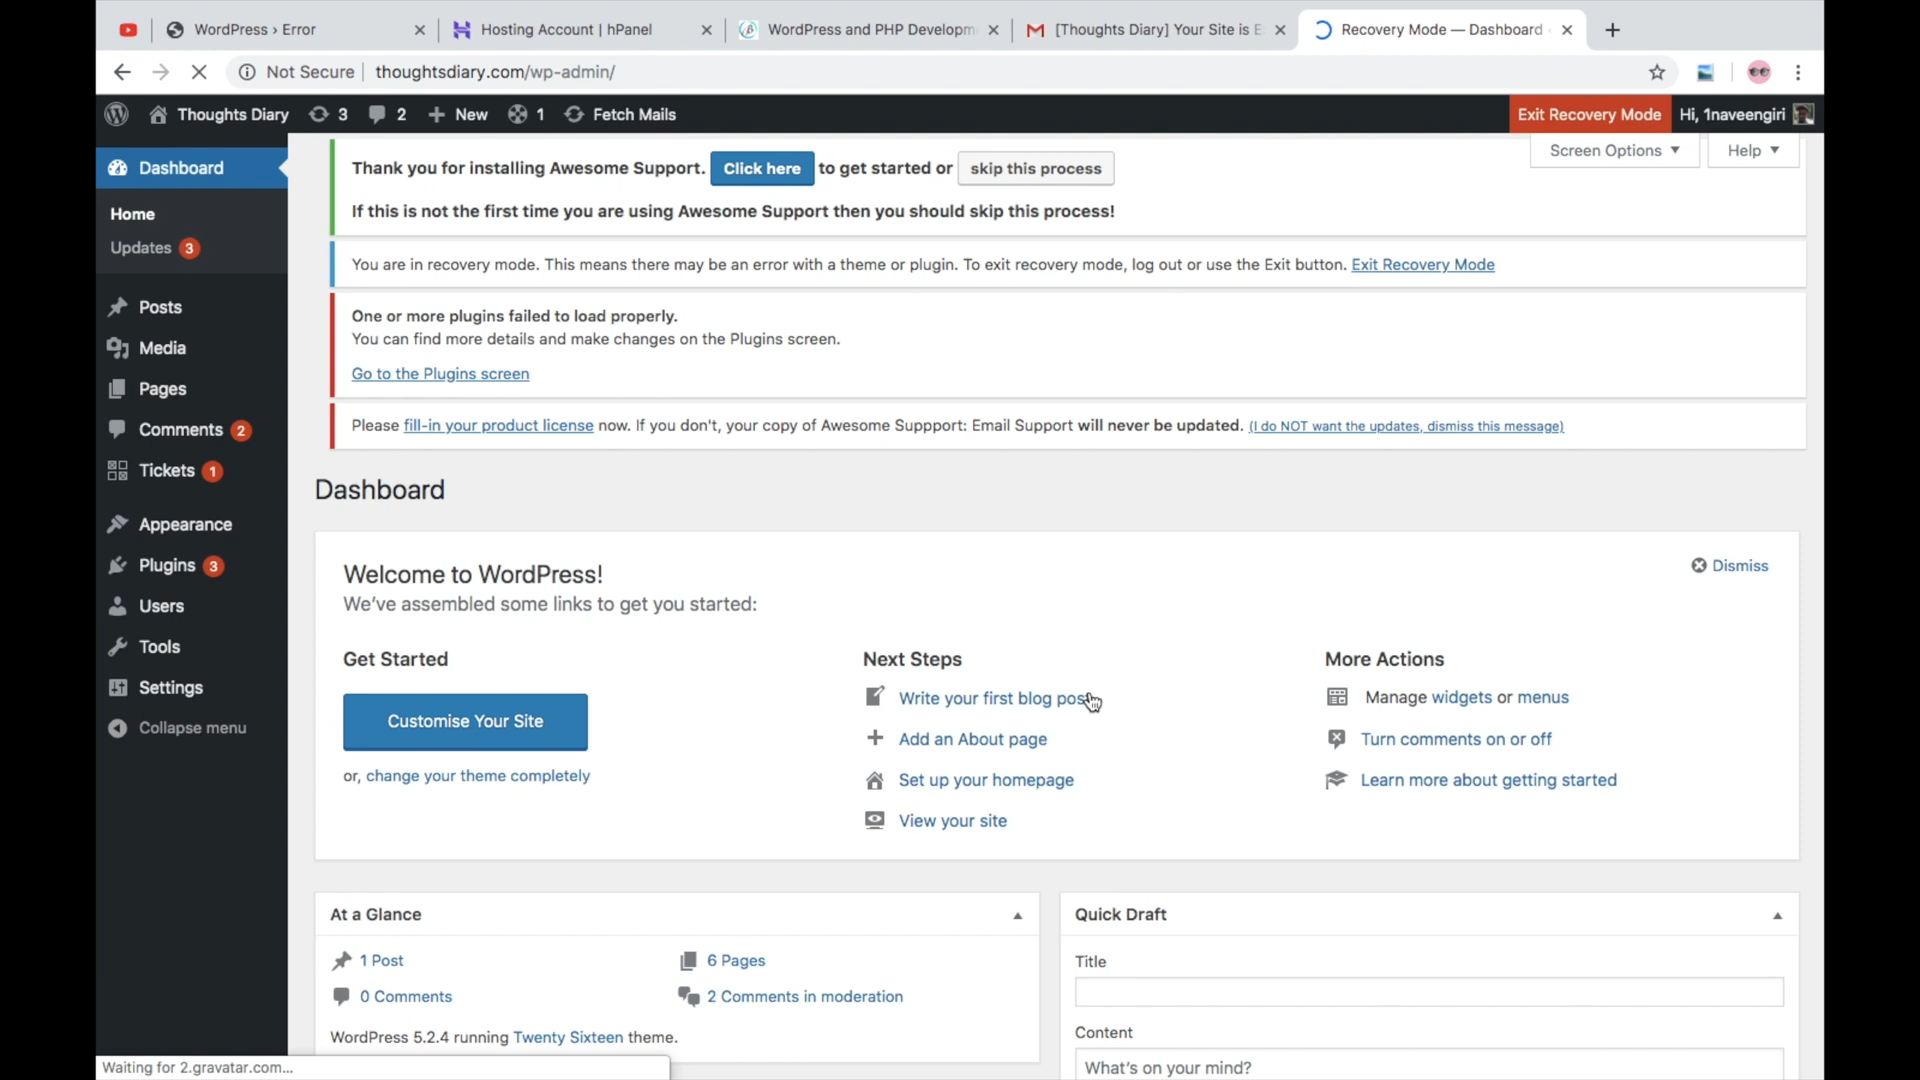 WordPress › Error
Hosting Account | hPanel
WordPress and PHP Developm
[Thoughts Diary] Your Site is E
Recovery Mode — Dashboard
Not Secure
thoughtsdiary.com/wp-admin/
Thoughts Diary
3
2
New
1
Fetch Mails
Exit Recovery Mode
Hi, 1naveengiri
Dashboard
Home
Updates 3
Posts
Media
Pages
Comments 2
Tickets 1
Appearance
Plugins 3
Users
Tools
Settings
Collapse menu
Screen Options
Help
Thank you for installing Awesome Support. Click here to get started or skip this process
If this is not the first time you are using Awesome Support then you should skip this process!
You are in recovery mode. This means there may be an error with a theme or plugin. To exit recovery mode, log out or use the Exit button. Exit Recovery Mode
One or more plugins failed to load properly.
You can find more details and make changes on the Plugins screen.
Go to the Plugins screen
Please fill-in your product license now. If you don't, your copy of Awesome Suppport: Email Support will never be updated. (I do NOT want the updates, dismiss this message)
Dashboard
Welcome to WordPress!
Dismiss
We've assembled some links to get you started:
Get Started
Customise Your Site
or, change your theme completely
Next Steps
Write your first blog post
Add an About page
Set up your homepage
View your site
More Actions
Manage widgets or menus
Turn comments on or off
Learn more about getting started
At a Glance
1 Post
6 Pages
0 Comments
2 Comments in moderation
WordPress 5.2.4 running Twenty Sixteen theme.
Quick Draft
Title
Content
What's on your mind?
Waiting for 2.gravatar.com...